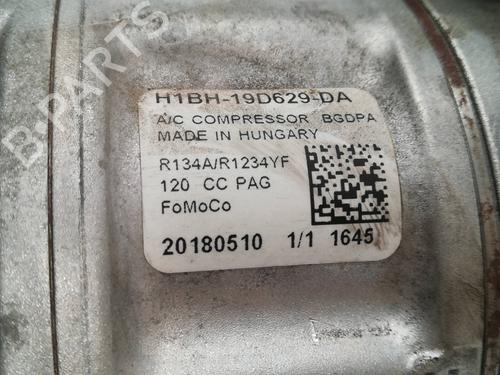 H1BH-19D629-DA
A/C COMPRESSOR BGDPA
MADE IN HUNGARY
R134A/R1234YF
120 CC PAG
FoMoCo
20180510 1/1 1645
B-PARTS